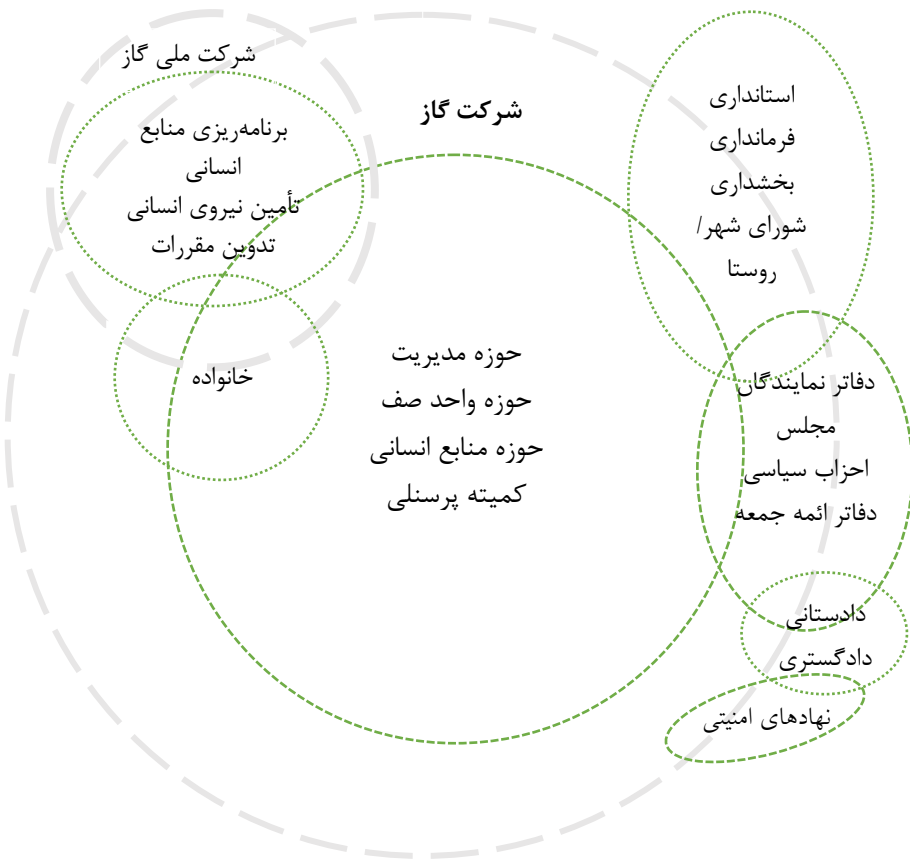 شرکت ملی گاز
برنامه‌ریزی منابع
انسانی
تأمین نیروی انسانی
تدوین مقررات
خانواده
شرکت گاز
حوزه مدیریت
حوزه واحد صف
حوزه منابع انسانی
کمیته پرسنلی
استانداری
فرمانداری
بخشداری
شورای شهر/
روستا
دفاتر نمایندگان
مجلس
احزاب سیاسی
دفاتر ائمه جمعه
دادستانی
دادگستری
نهادهای امنیتی